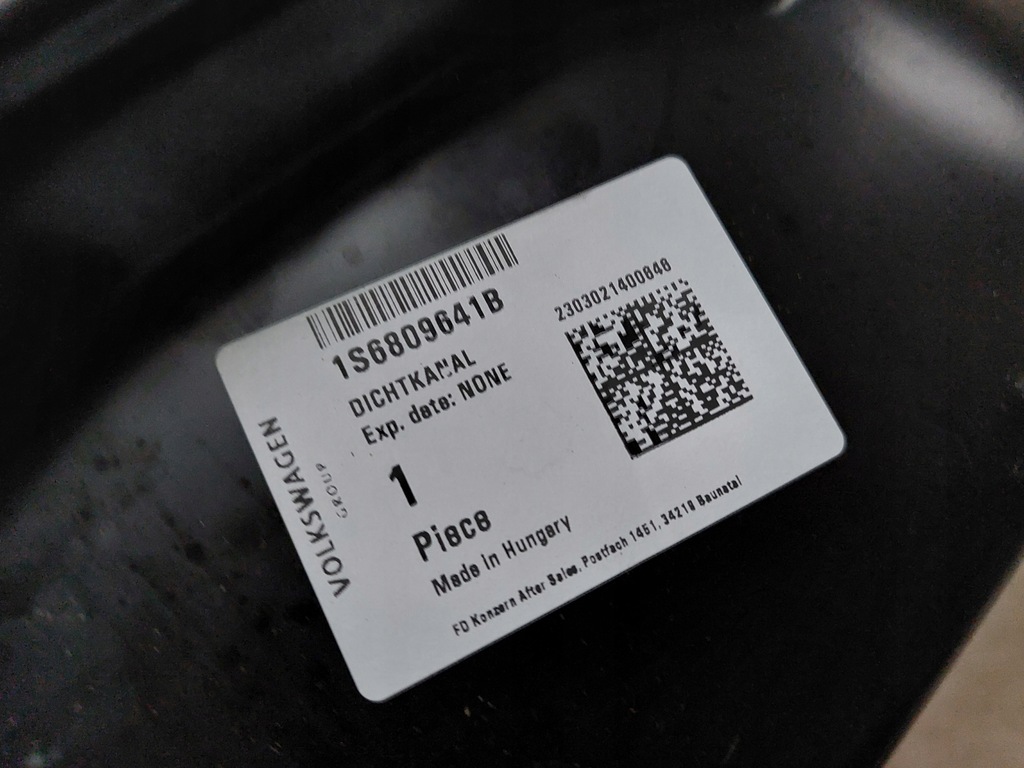 1S6809641B
DICHTKANAL
Exp. date: NONE
1
Piece
Made in Hungary
FD Konzern After Sales, Postfach 1451, 34218 Baunatal
2303021400848
VOLKSWAGEN
GROUP